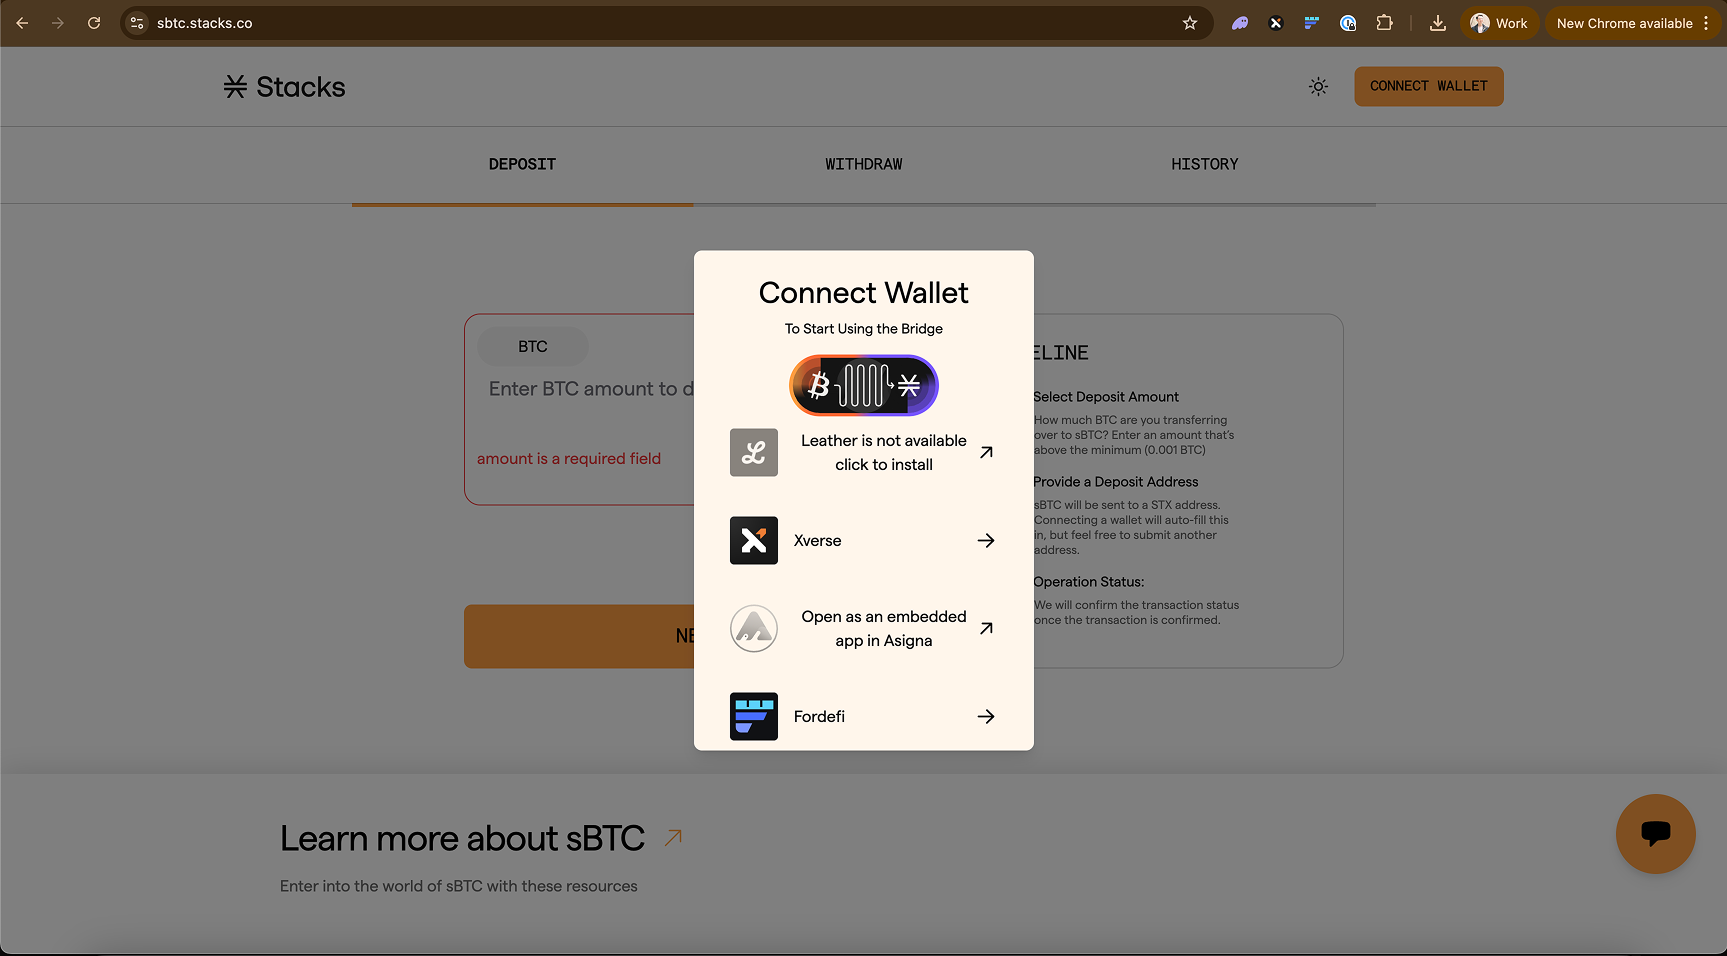 sbtc.stacks.co
Work
New Chrome available
Stacks
CONNECT WALLET
DEPOSIT
WITHDRAW
HISTORY
Connect Wallet
To Start Using the Bridge
Leather is not available
click to install
Xverse
Open as an embedded
app in Asigna
Fordefi
BTC
Enter BTC amount to d
amount is a required field
NE
ELINE
Select Deposit Amount
How much BTC are you transferring
over to sBTC? Enter an amount that's
above the minimum (0.001 BTC)
Provide a Deposit Address
sBTC will be sent to a STX address.
Connecting a wallet will auto-fill this
in, but feel free to submit another
address.
Operation Status:
We will confirm the transaction status
once the transaction is confirmed.
Learn more about sBTC
Enter into the world of sBTC with these resources